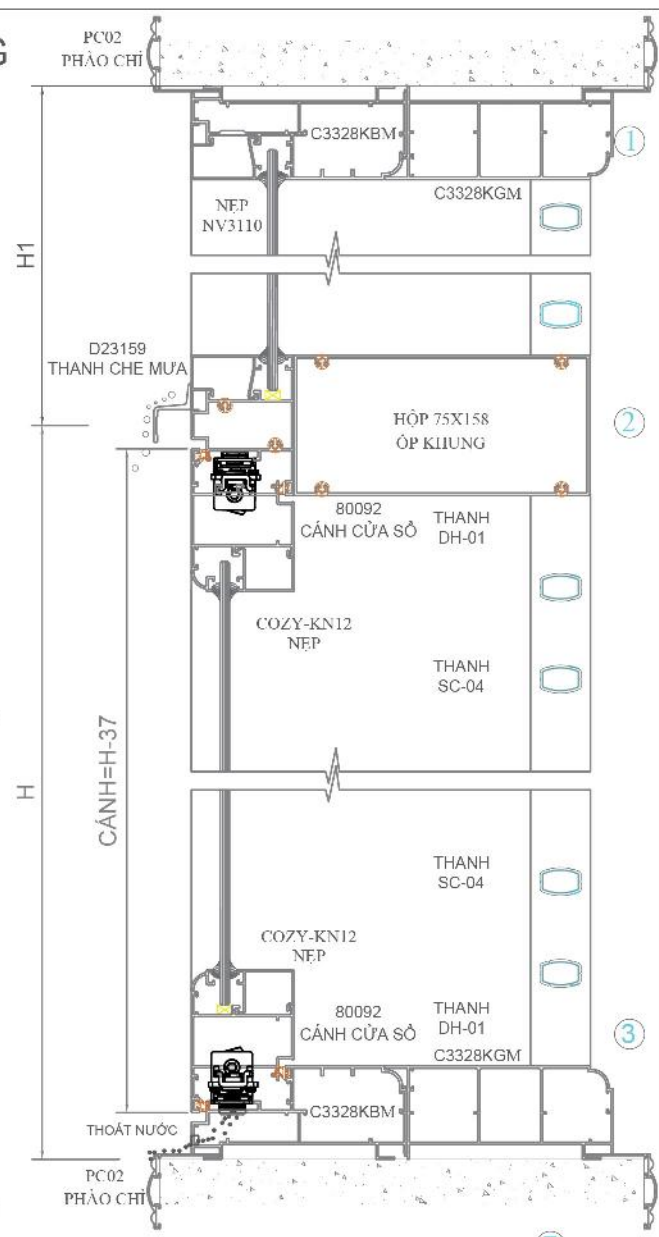 G
PC02
PHÀO CHỈ
C3328KBM
1
C3328KGM
NẸP
NV3110
H1
D23159
THANH CHE MƯA
HỘP 75X158
ỐP KHUNG
2
80092
CÁNH CỬA SỔ
THANH
DH-01
COZY-KN12
NẸP
THANH
SC-04
CÁNH=H-37
H
THANH
SC-04
COZY-KN12
NẸP
80092
CÁNH CỬA SỔ
THANH
DH-01
C3328KGM
3
C3328KBM
THOÁT NƯỚC
PC02
PHÀO CHỈ